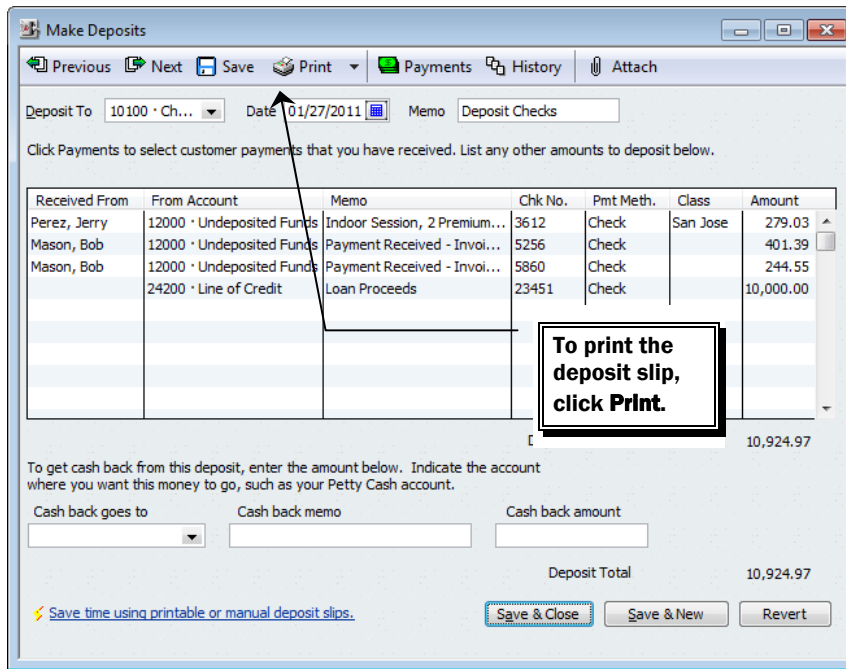 Make Deposits
Previous Next Save Print Payments History Attach
Deposit To 10100 · Ch... Date 01/27/2011 Memo Deposit Checks
Click Payments to select customer payments that you have received. List any other amounts to deposit below.
Received From From Account Memo Chk No. Pmt Meth. Class Amount
Perez, Jerry 12000 · Undeposited Funds Indoor Session, 2 Premium... 3612 Check San Jose 279.03
Mason, Bob 12000 · Undeposited Funds Payment Received - Invoi... 5256 Check 401.39
Mason, Bob 12000 · Undeposited Funds Payment Received - Invoi... 5860 Check 244.55
24200 · Line of Credit Loan Proceeds 23451 Check 10,000.00
To print the
deposit slip,
click Print.
10,924.97
To get cash back from this deposit, enter the amount below. Indicate the account
where you want this money to go, such as your Petty Cash account.
Cash back goes to Cash back memo Cash back amount
Deposit Total 10,924.97
Save time using printable or manual deposit slips.
Save & Close Save & New Revert